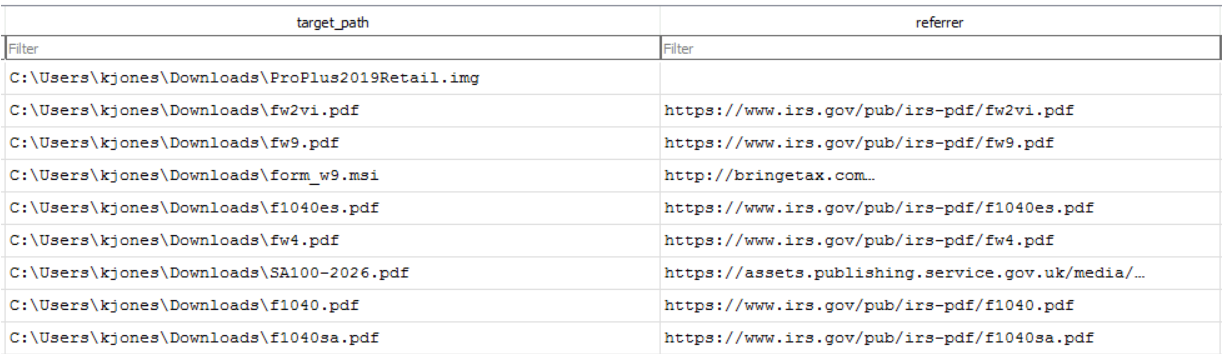 target_path referrer
Filter Filter
C:\Users\kjones\Downloads\ProPlus2019Retail.img
C:\Users\kjones\Downloads\fw2vi.pdf https://www.irs.gov/pub/irs-pdf/fw2vi.pdf
C:\Users\kjones\Downloads\fw9.pdf https://www.irs.gov/pub/irs-pdf/fw9.pdf
C:\Users\kjones\Downloads\form_w9.msi http://bringetax.com…
C:\Users\kjones\Downloads\f1040es.pdf https://www.irs.gov/pub/irs-pdf/f1040es.pdf
C:\Users\kjones\Downloads\fw4.pdf https://www.irs.gov/pub/irs-pdf/fw4.pdf
C:\Users\kjones\Downloads\SA100-2026.pdf https://assets.publishing.service.gov.uk/media/…
C:\Users\kjones\Downloads\f1040.pdf https://www.irs.gov/pub/irs-pdf/f1040.pdf
C:\Users\kjones\Downloads\f1040sa.pdf https://www.irs.gov/pub/irs-pdf/f1040sa.pdf